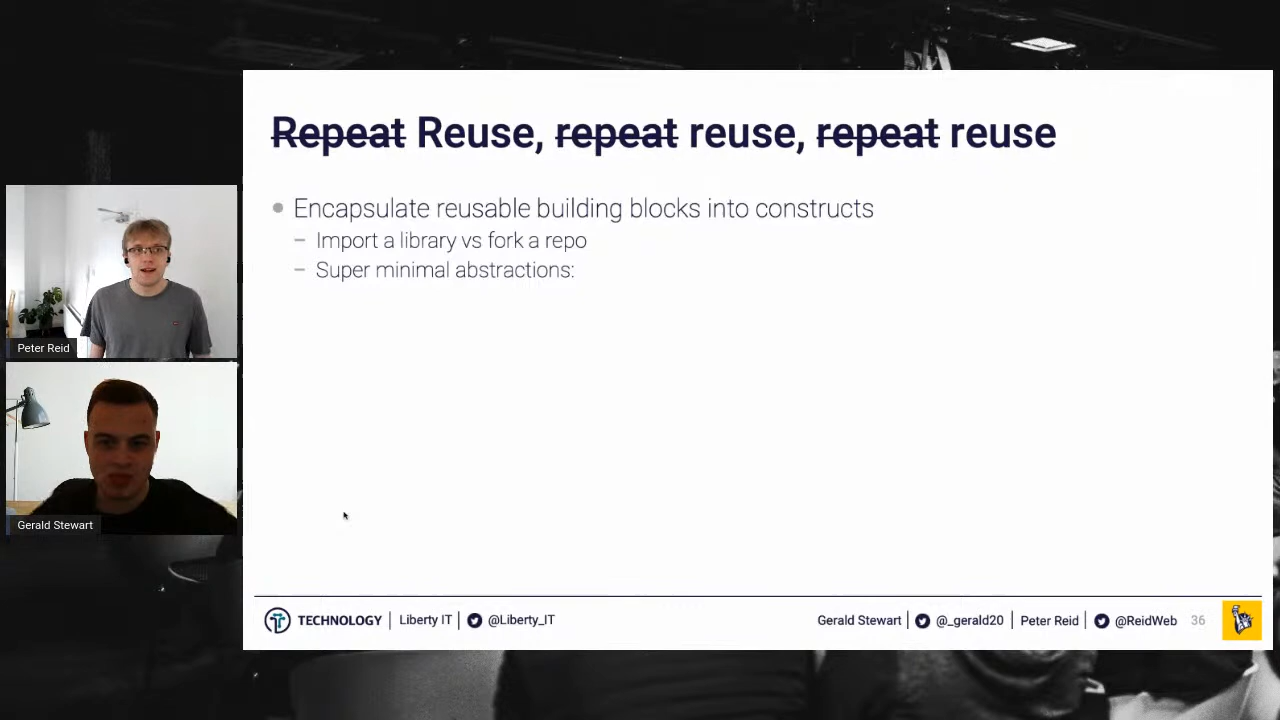 Repeat Reuse, repeat reuse, repeat reuse
Encapsulate reusable building blocks into constructs
– Import a library vs fork a repo
– Super minimal abstractions:
Peter Reid
Gerald Stewart
TECHNOLOGY | Liberty IT | @Liberty_IT
Gerald Stewart | @_gerald20 | Peter Reid | @ReidWeb 36